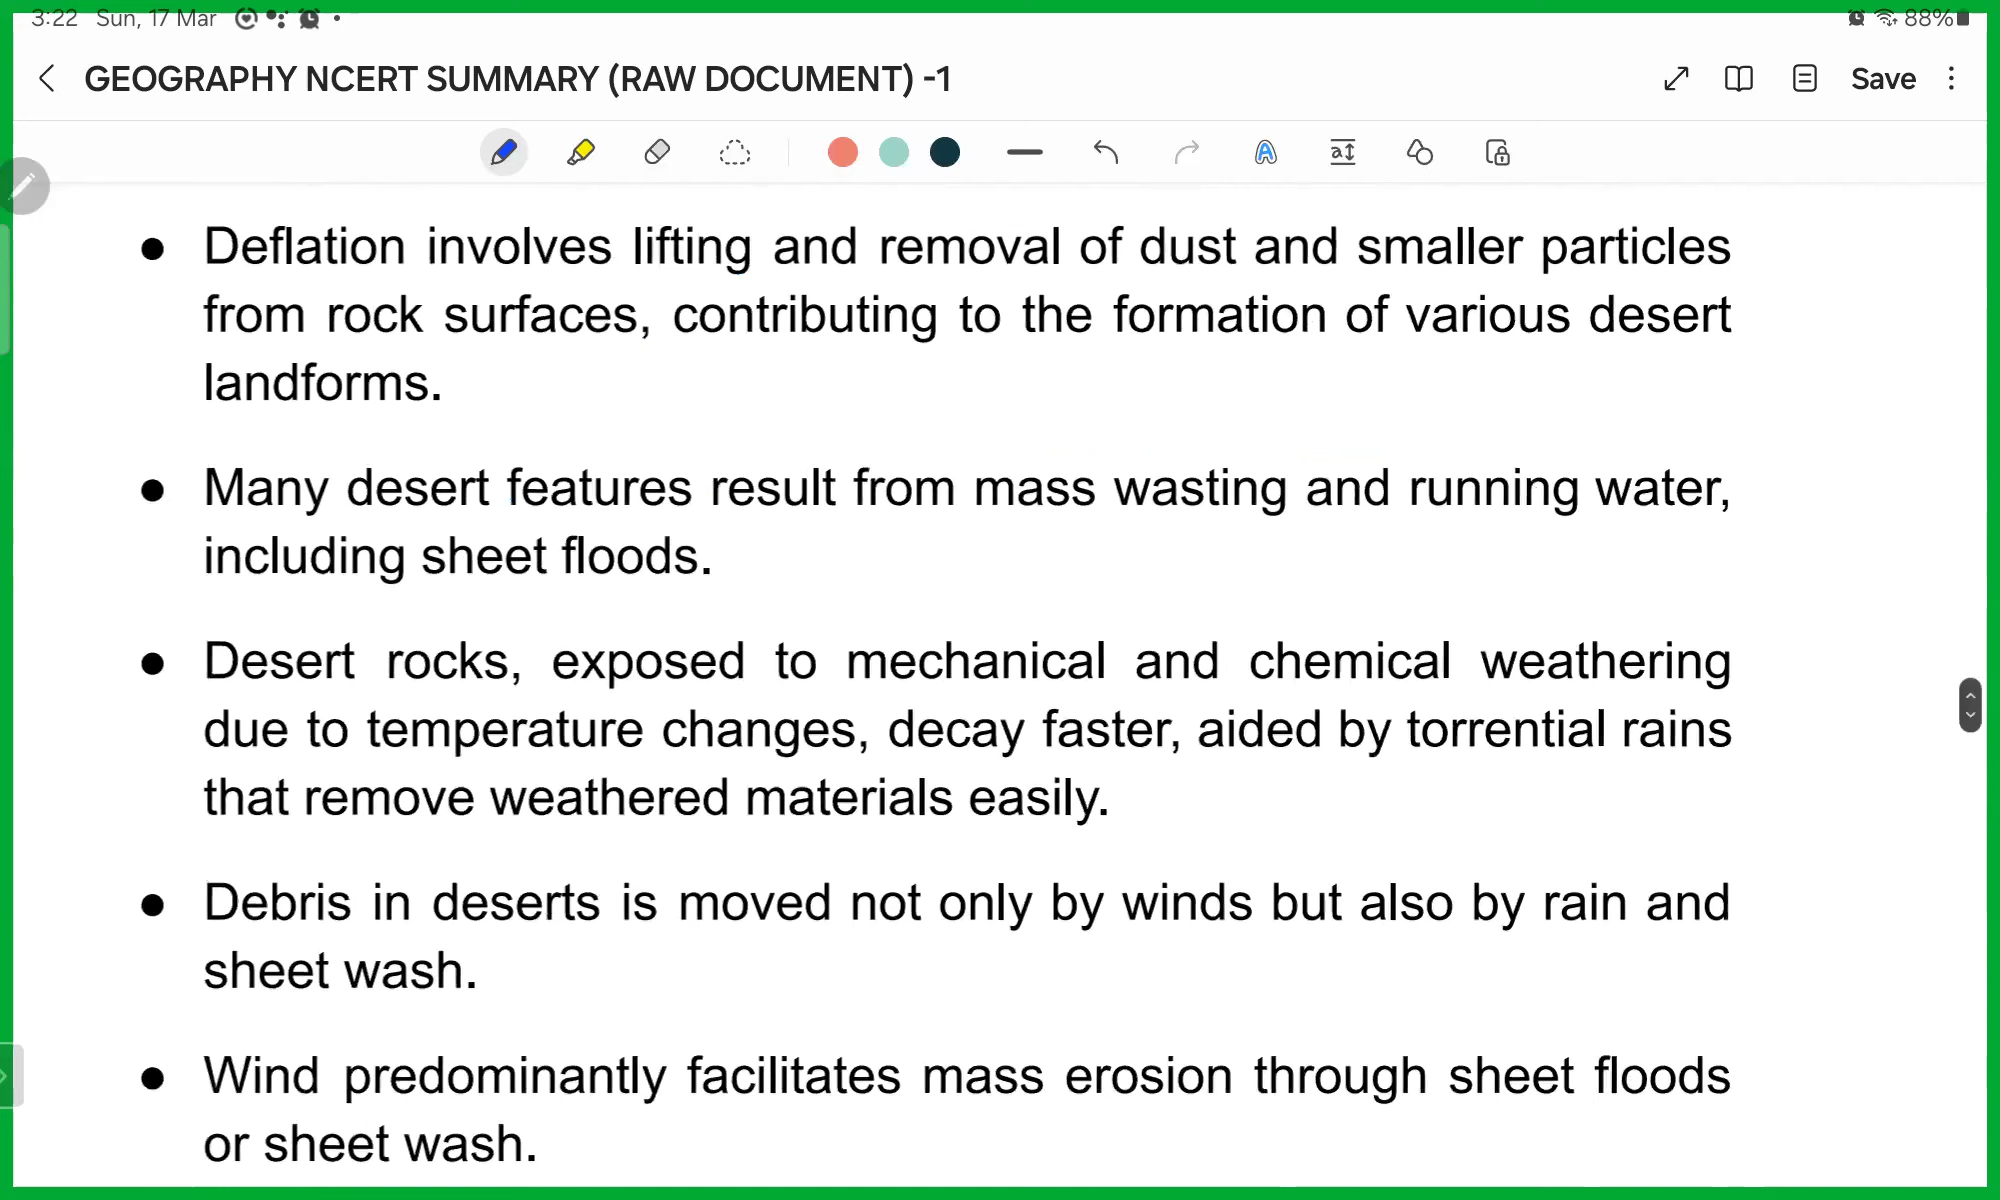 3:22 Sun, 17 Mar
88%
GEOGRAPHY NCERT SUMMARY (RAW DOCUMENT) -1
Save
● Deflation involves lifting and removal of dust and smaller particles
from rock surfaces, contributing to the formation of various desert
landforms.
● Many desert features result from mass wasting and running water,
including sheet floods.
● Desert rocks, exposed to mechanical and chemical weathering
due to temperature changes, decay faster, aided by torrential rains
that remove weathered materials easily.
● Debris in deserts is moved not only by winds but also by rain and
sheet wash.
● Wind predominantly facilitates mass erosion through sheet floods
or sheet wash.